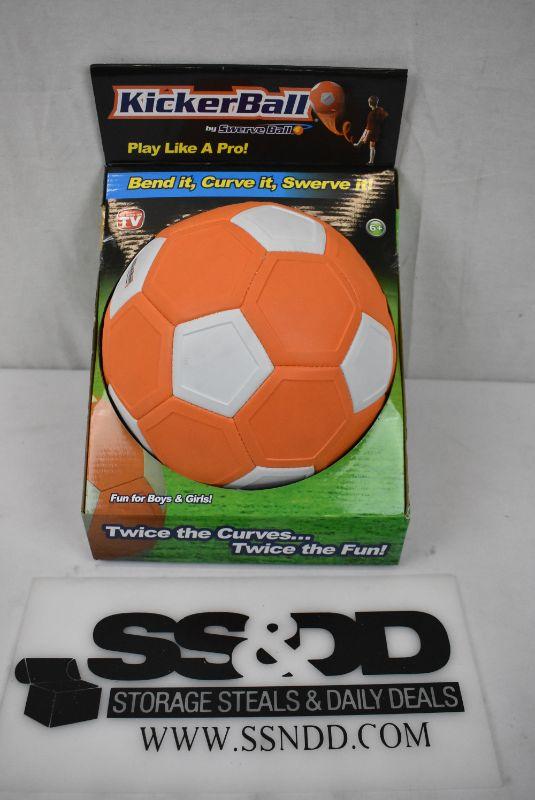 KickerBall
by Swerve Ball
Play Like A Pro!
Bend it, Curve it, Swerve it!
TV
6+
Fun for Boys & Girls!
Twice the Curves...
Twice the Fun!
SS&DD
STORAGE STEALS & DAILY DEALS
WWW.SSNDD.COM